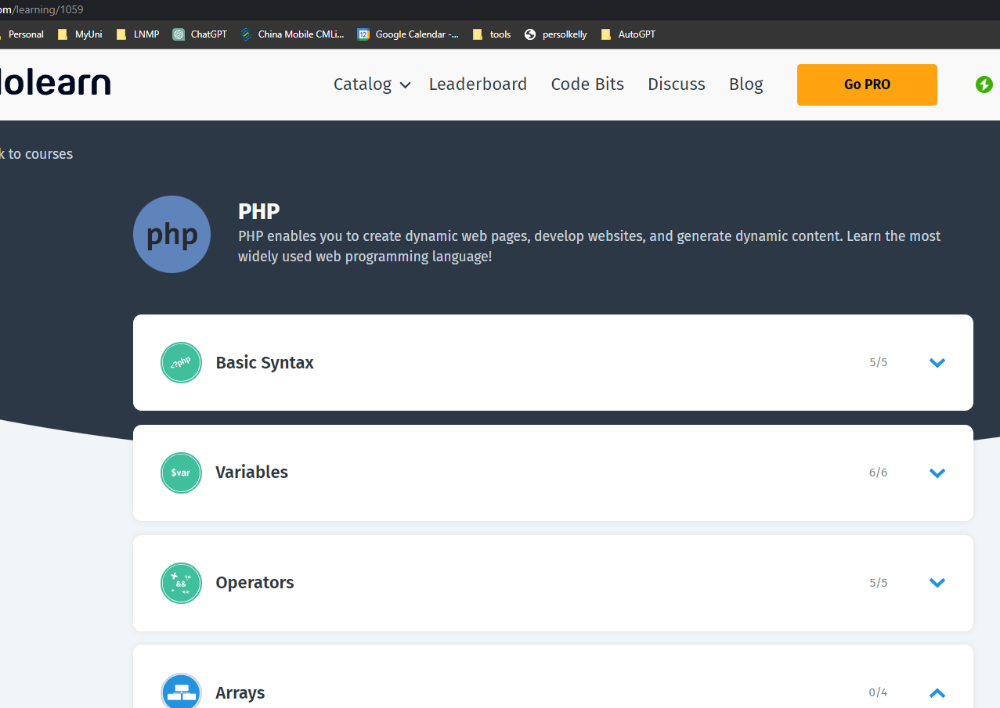 om/learning/1059
Personal MyUni LNMP ChatGPT China Mobile CMLi... Google Calendar -... tools persolkelly AutoGPT
lolearn Catalog Leaderboard Code Bits Discuss Blog Go PRO
k to courses
php
PHP
PHP enables you to create dynamic web pages, develop websites, and generate dynamic content. Learn the most
widely used web programming language!
<?php Basic Syntax 5/5
$var Variables 6/6
&& Operators 5/5
Arrays 0/4